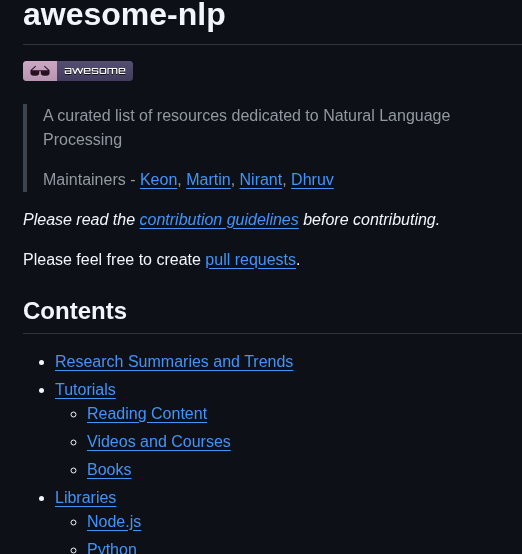 awesome-nlp
awesome
A curated list of resources dedicated to Natural Language
Processing
Maintainers - Keon, Martin, Nirant, Dhruv
Please read the contribution guidelines before contributing.
Please feel free to create pull requests.
Contents
Research Summaries and Trends
Tutorials
Reading Content
Videos and Courses
Books
Libraries
Node.js
Python